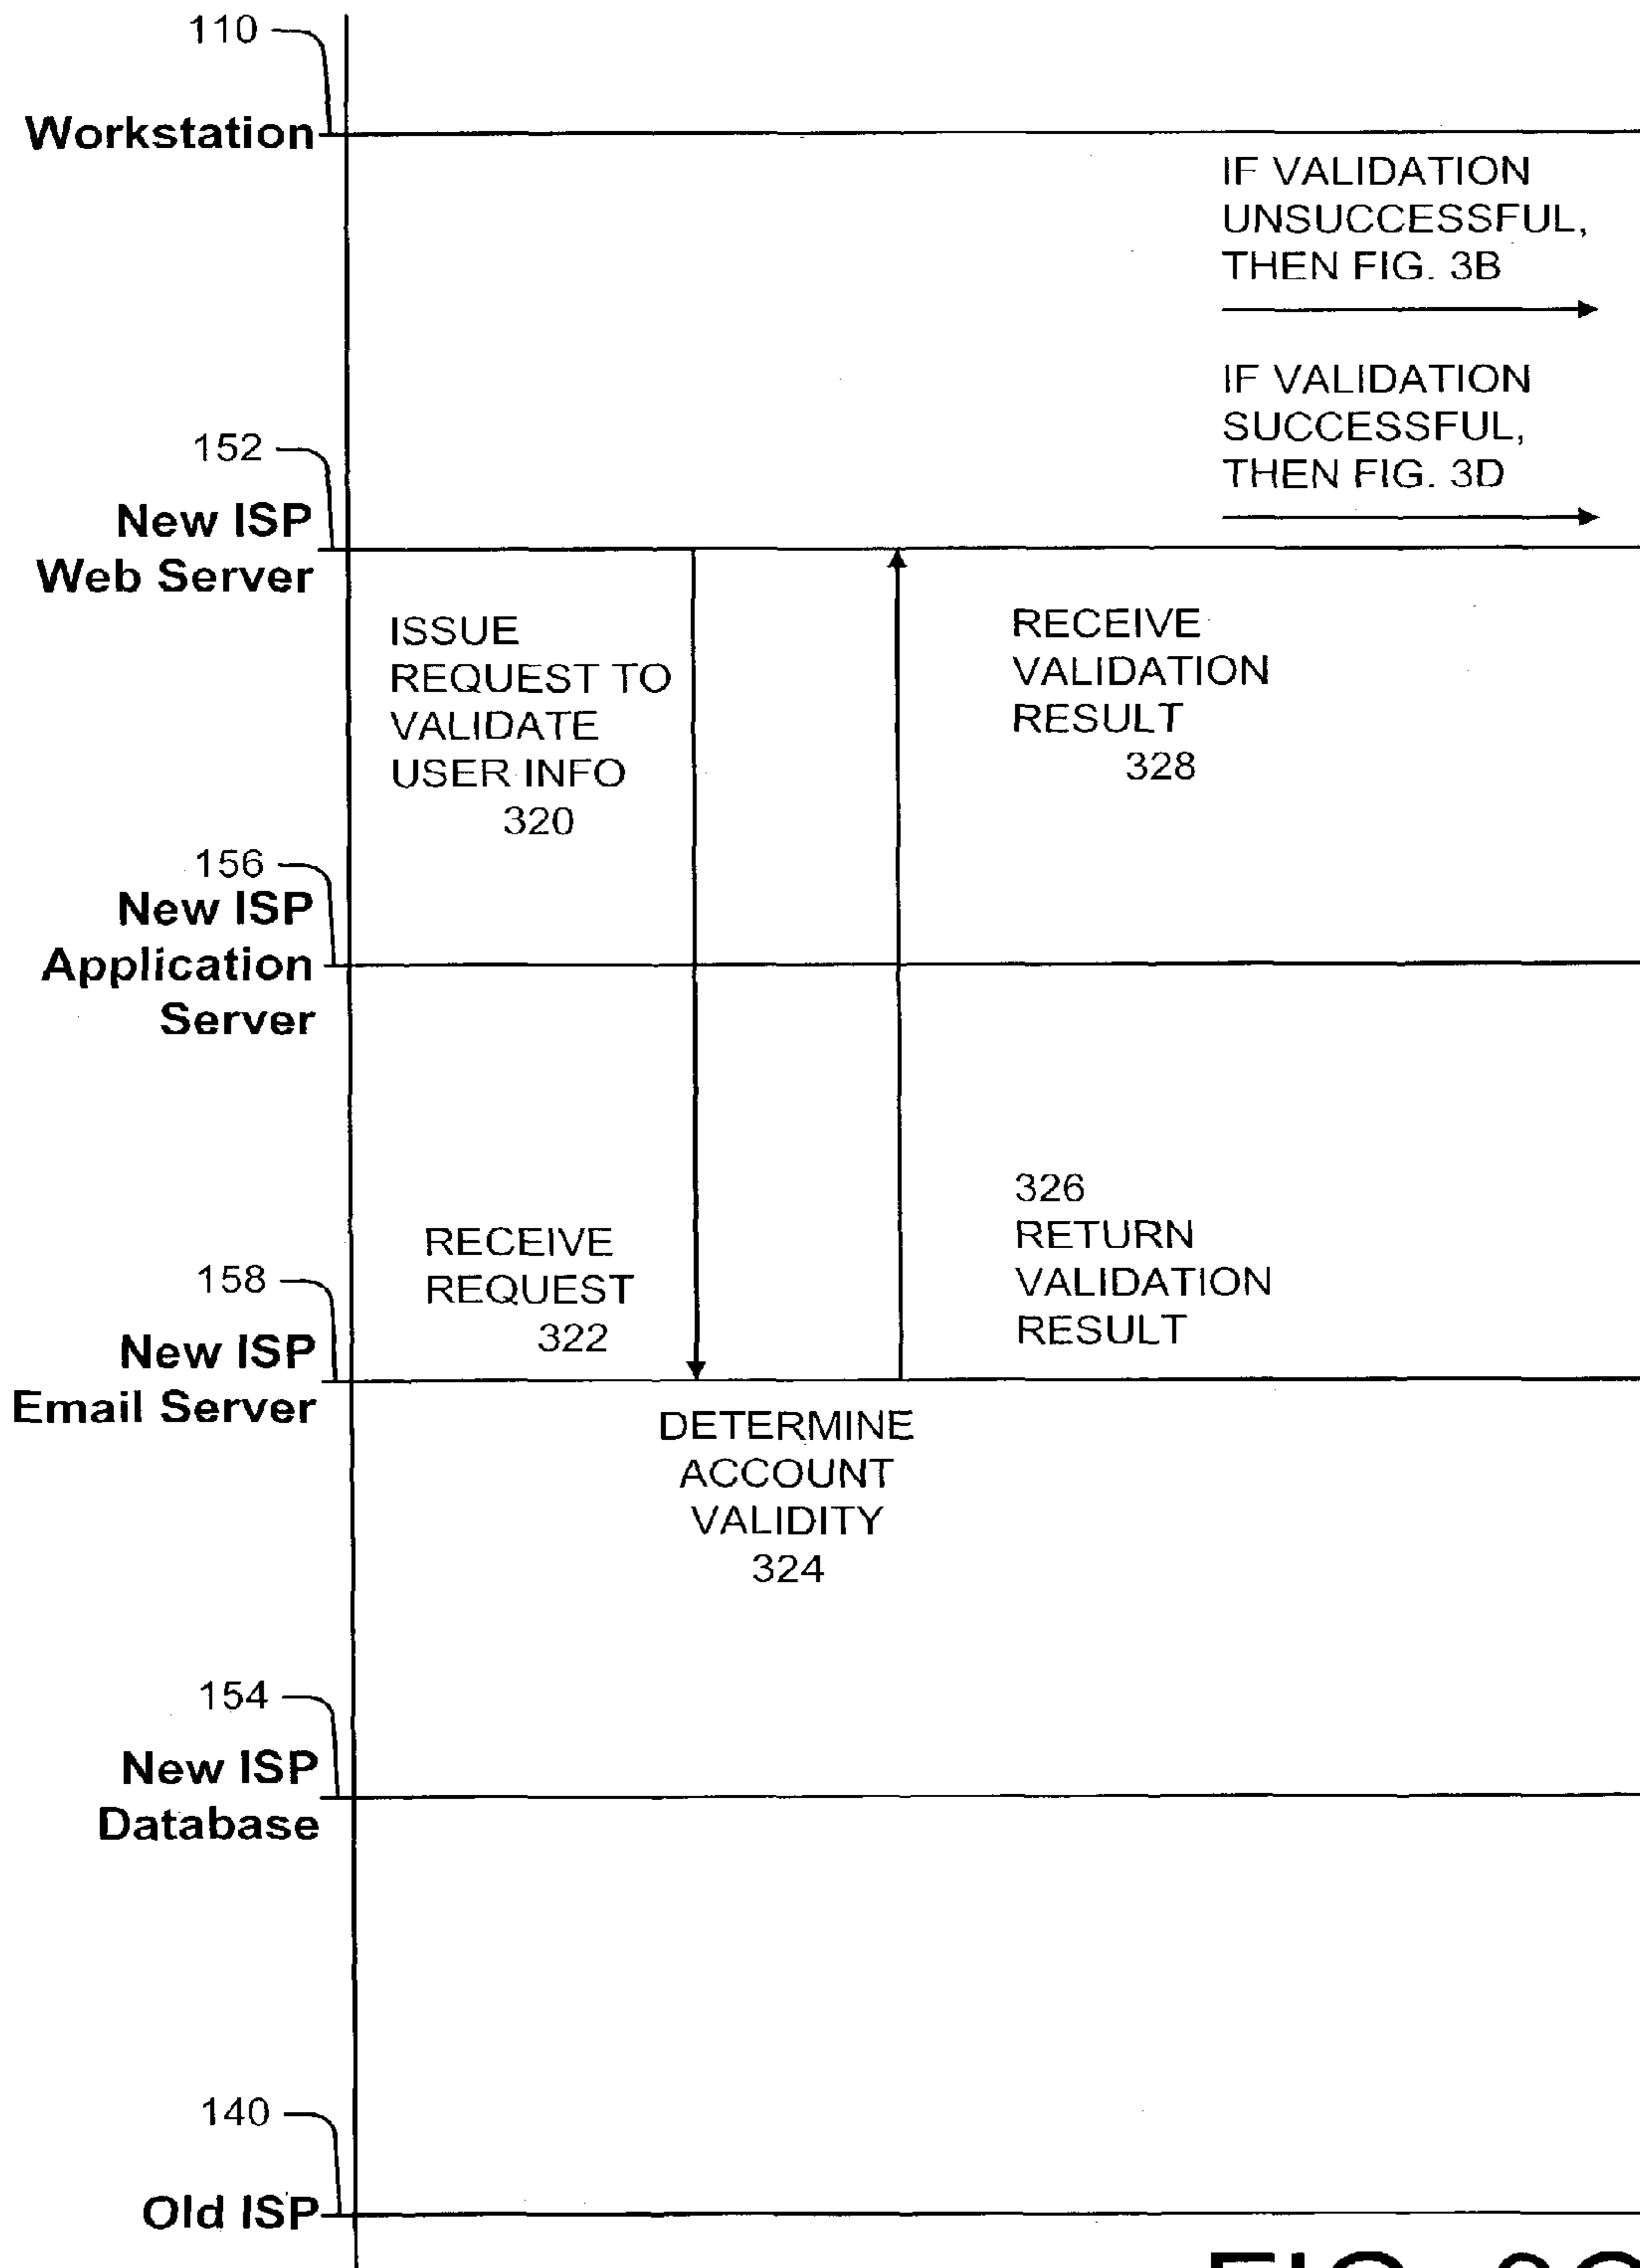 110
Workstation
IF VALIDATION
UNSUCCESSFUL,
THEN FIG. 3B
IF VALIDATION
SUCCESSFUL,
THEN FIG. 3D
152
New ISP
Web Server
ISSUE
REQUEST TO
VALIDATE
USER INFO
320
RECEIVE
VALIDATION
RESULT
328
156
New ISP
Application
Server
RECEIVE
REQUEST
322
326
RETURN
VALIDATION
RESULT
158
New ISP
Email Server
DETERMINE
ACCOUNT
VALIDITY
324
154
New ISP
Database
140
Old ISP